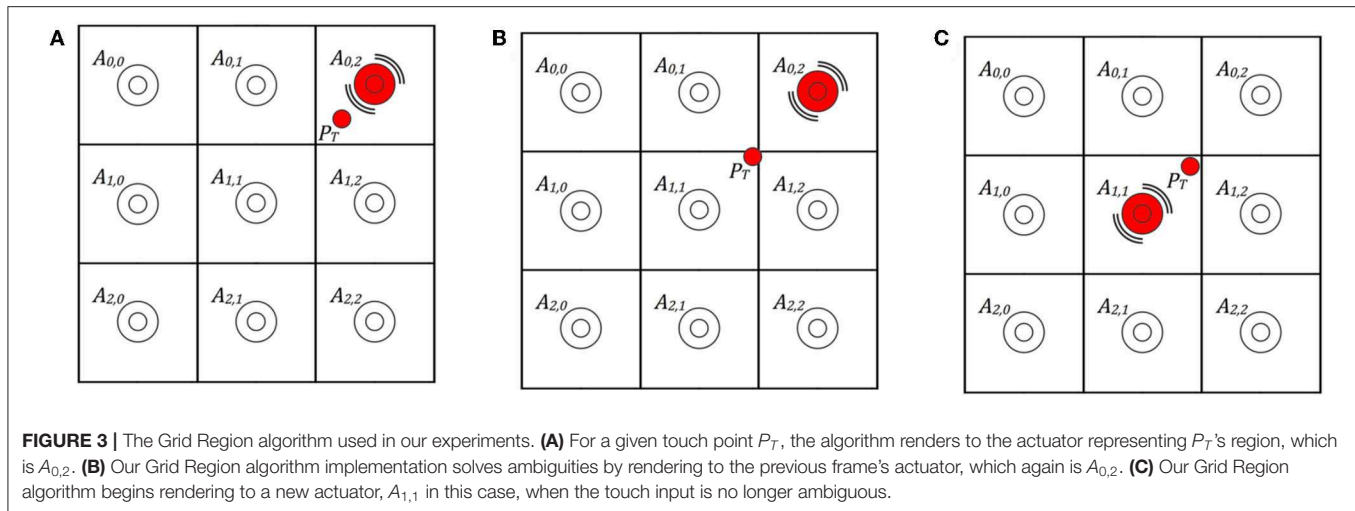 A
A0,0
A0,1
A0,2
PT
A1,0
A1,1
A1,2
A2,0
A2,1
A2,2
B
A0,0
A0,1
A0,2
PT
A1,0
A1,1
A1,2
A2,0
A2,1
A2,2
C
A0,0
A0,1
A0,2
PT
A1,0
A1,1
A1,2
A2,0
A2,1
A2,2
FIGURE 3 | The Grid Region algorithm used in our experiments. (A) For a given touch point PT, the algorithm renders to the actuator representing PT's region, which
is A0,2. (B) Our Grid Region algorithm implementation solves ambiguities by rendering to the previous frame's actuator, which again is A0,2. (C) Our Grid Region
algorithm begins rendering to a new actuator, A1,1 in this case, when the touch input is no longer ambiguous.